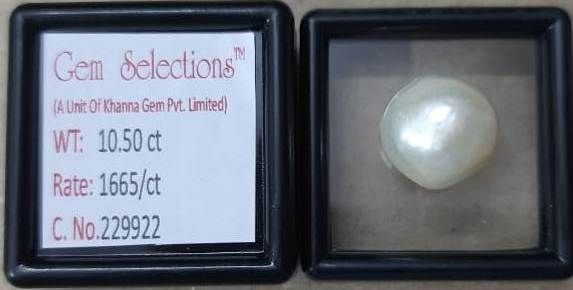 Gem Selections™
(A Unit Of Khanna Gem Pvt. Limited)
WT: 10.50 ct
Rate: 1665/ct
C. No.229922